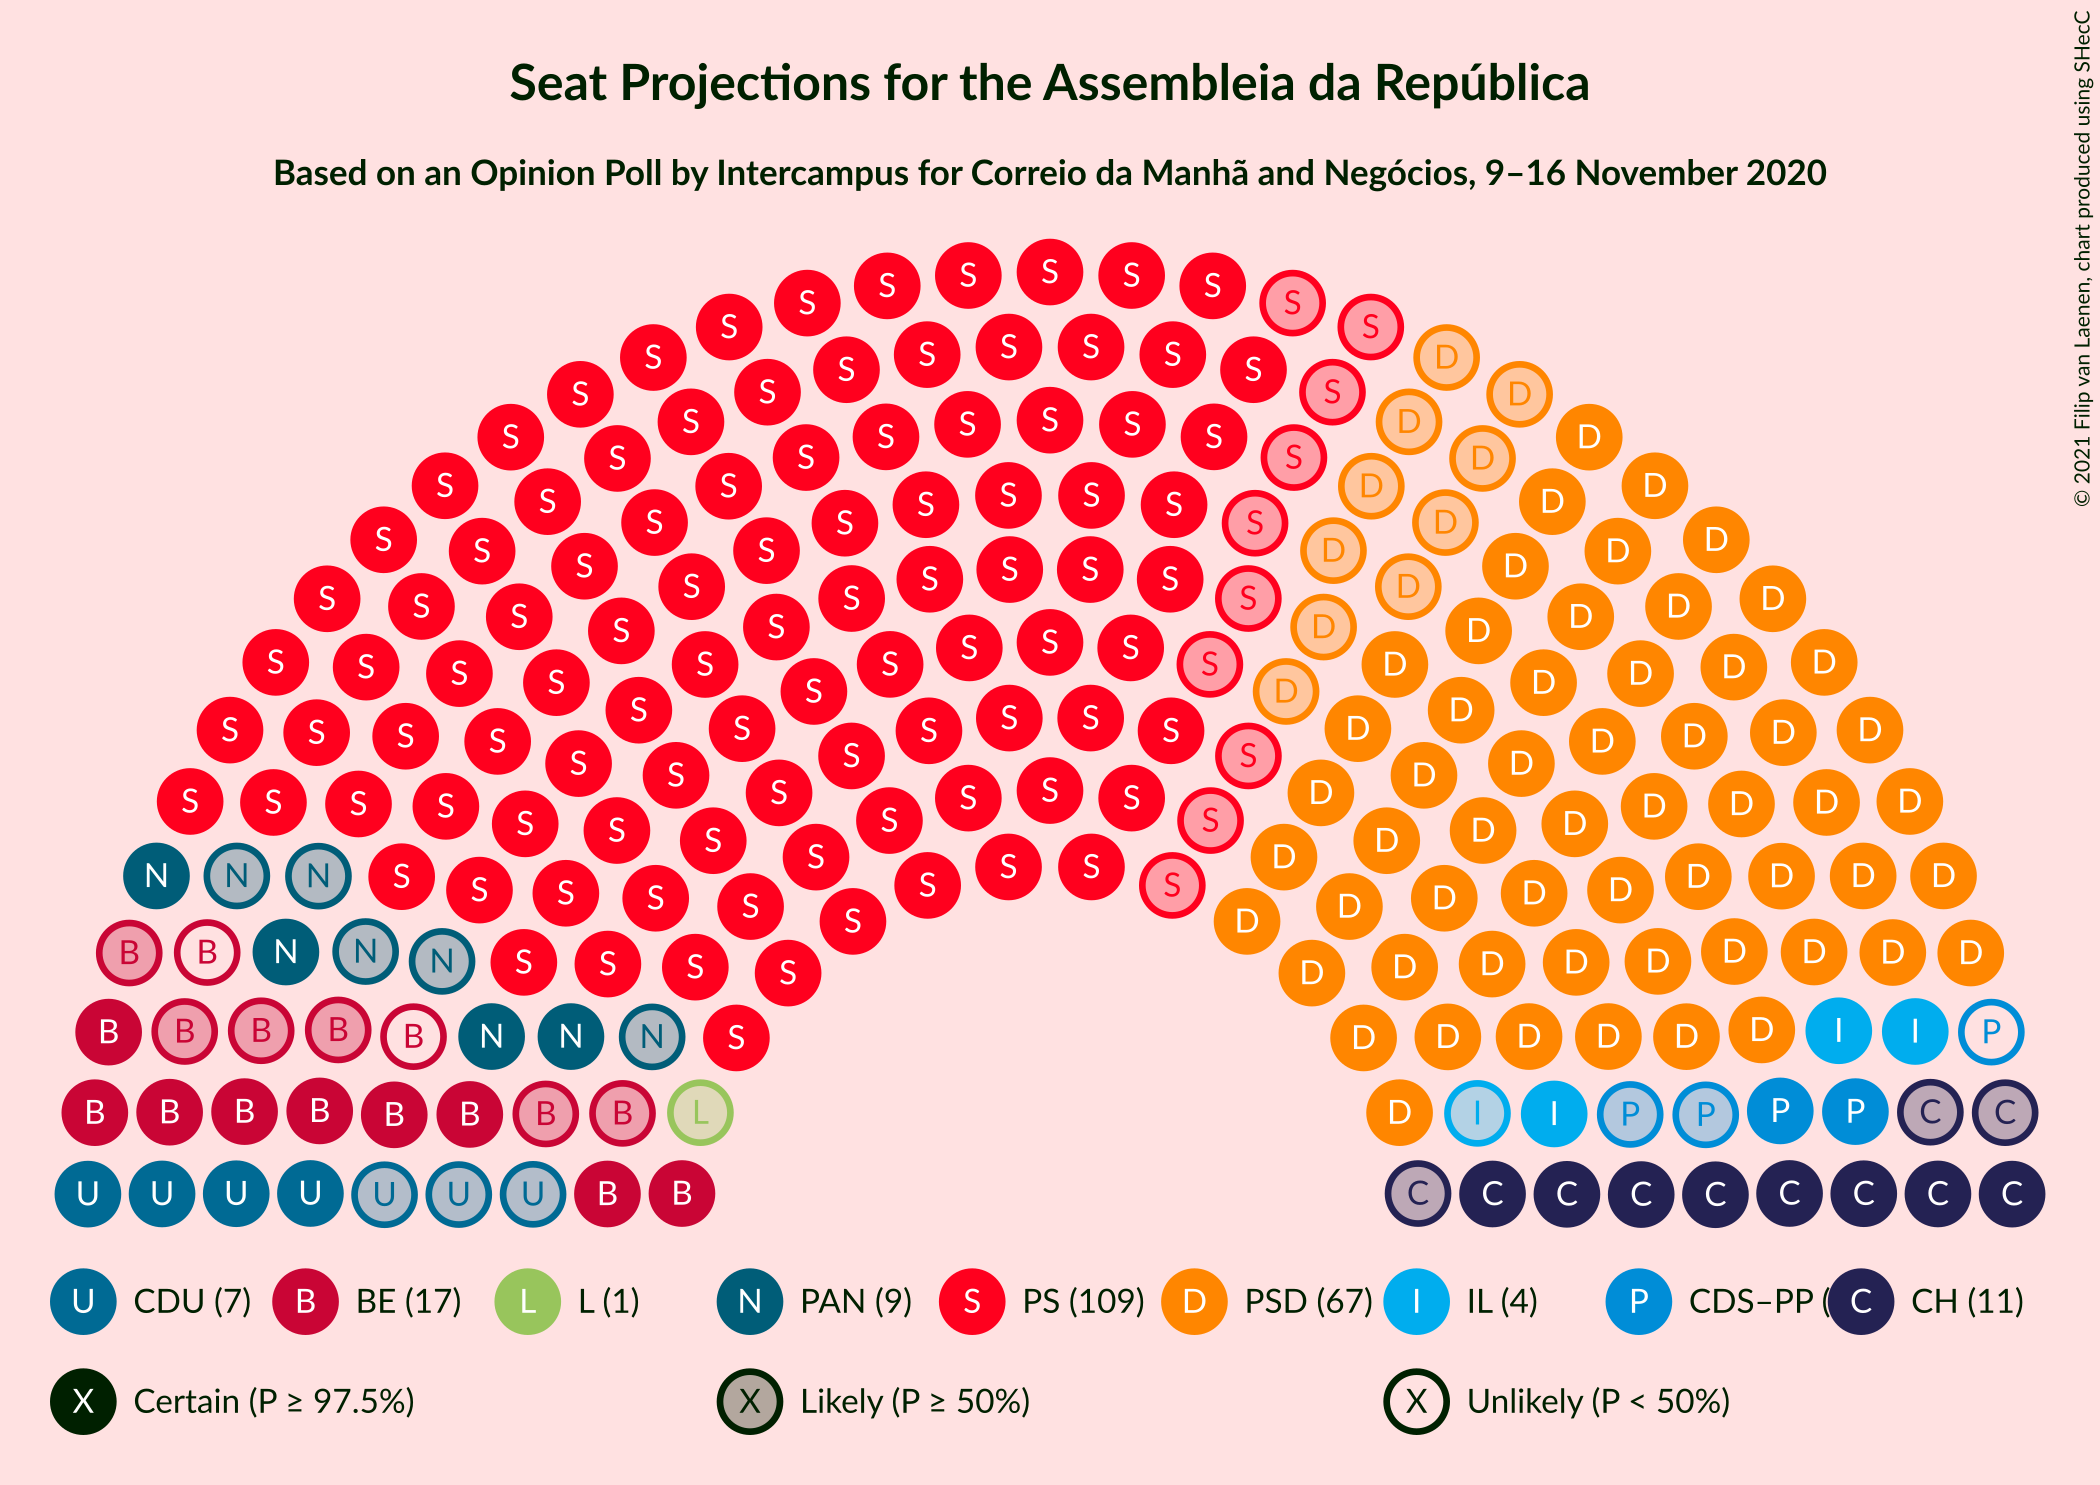 Seat Projections for the Assembleia da República
Based on an Opinion Poll by Intercampus for Correio da Manhã and Negócios, 9–16 November 2020
© 2021 Filip van Laenen, chart produced using SHecC
S S S S S S S S S S S S S D D D D D D D
S S S S S S S S S S S S S S D D D D D D
N N N S S S S S S S S S S S D D D D D D D D
B B N N N S S S S D D D D D D D D D
B B B B B N N N S D D D D D D I I P
B B B B B B B B L D I I P P P P C C
U U U U U U U B B C C C C C C C C C
U CDU (7) B BE (17) L L (1) N PAN (9) S PS (109) D PSD (67) I IL (4) P CDS–PP ( C CH (11)
X Certain (P ≥ 97.5%) X Likely (P ≥ 50%) X Unlikely (P < 50%)